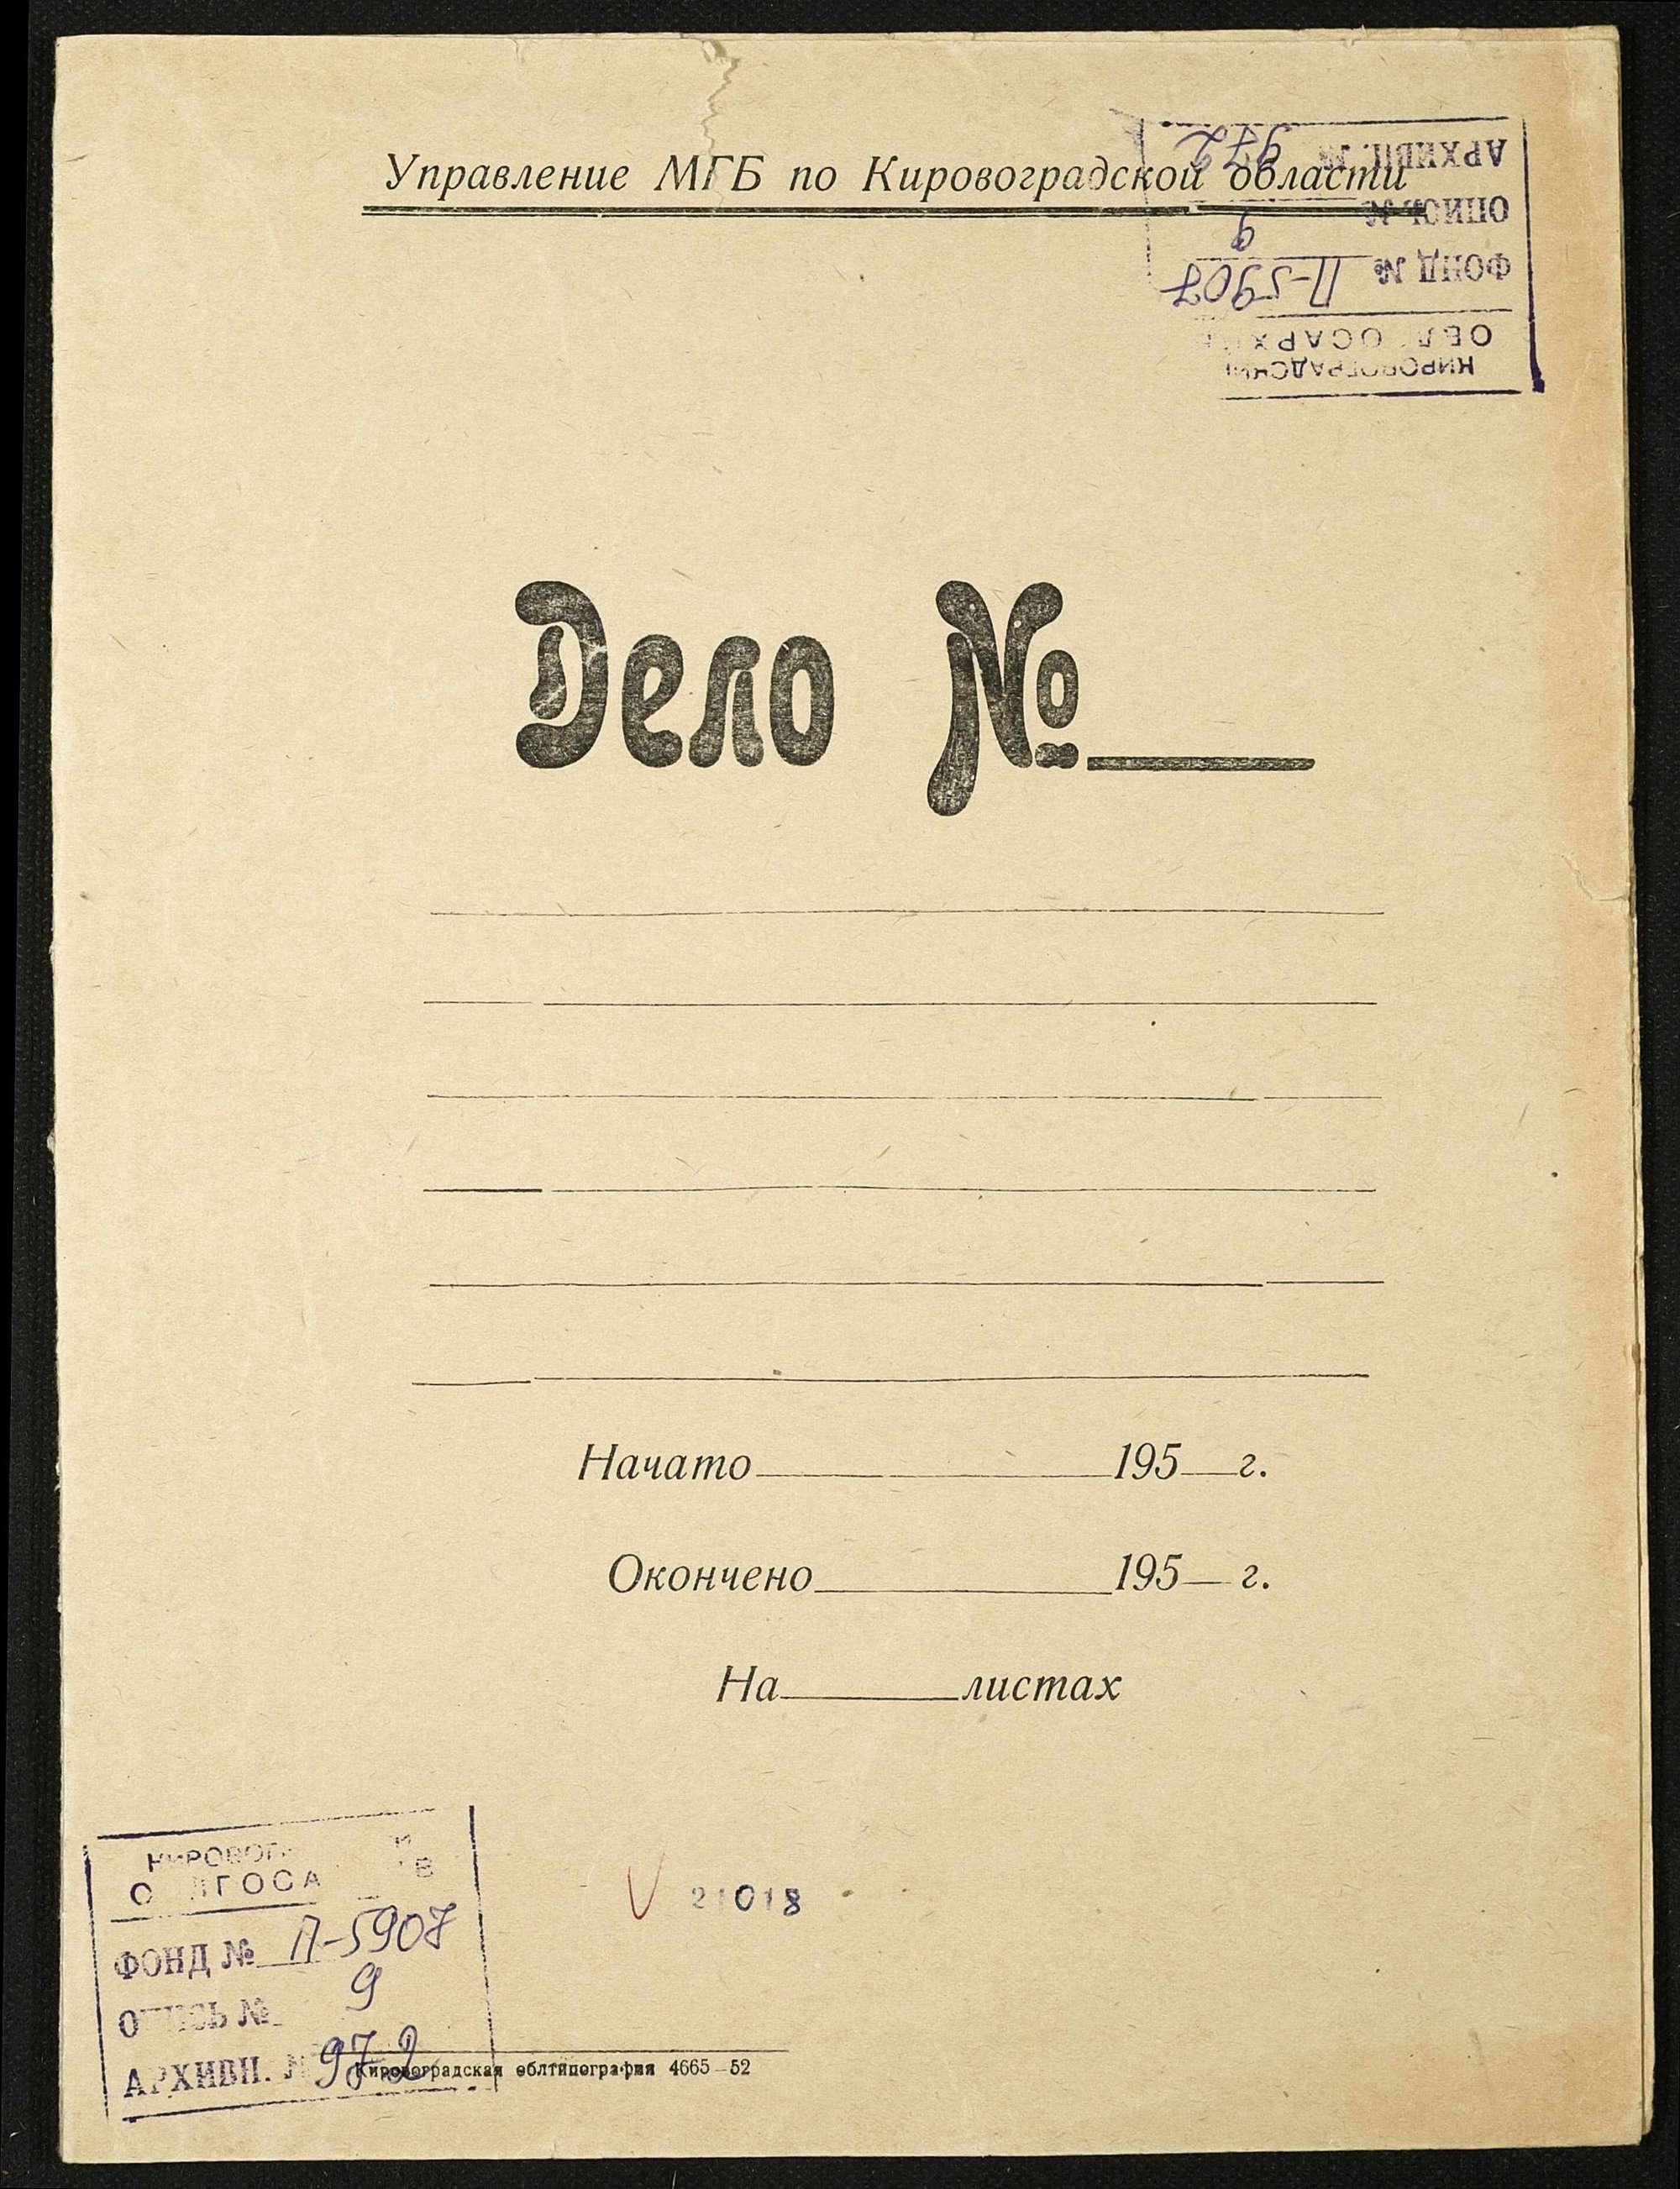 Управление МГБ по Кировоградской области
АРХИВН. № 972
ОПИСЬ № 9
ФОНД № П-5907
КИРОВОГРАДСКИЙ
ОБЛГОСАРХИВ
Дело №
Начато 195 г.
Окончено 195 г.
На листах
КИРОВОГРАДСКИЙ
ОБЛГОСАРХИВ
ФОНД № П-5907
ОПИСЬ № 9
АРХИВН. № 972
V 21018
Кировоградская облтипография 4665—52